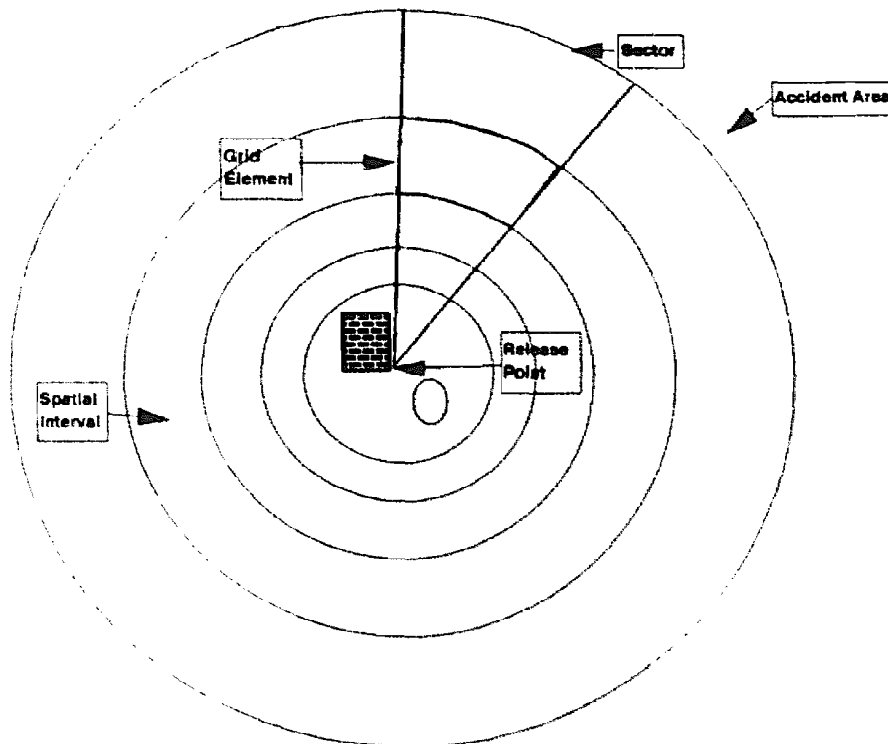 Sector
Accident Area
Grid
Element
Release
Point
Spatial
Interval